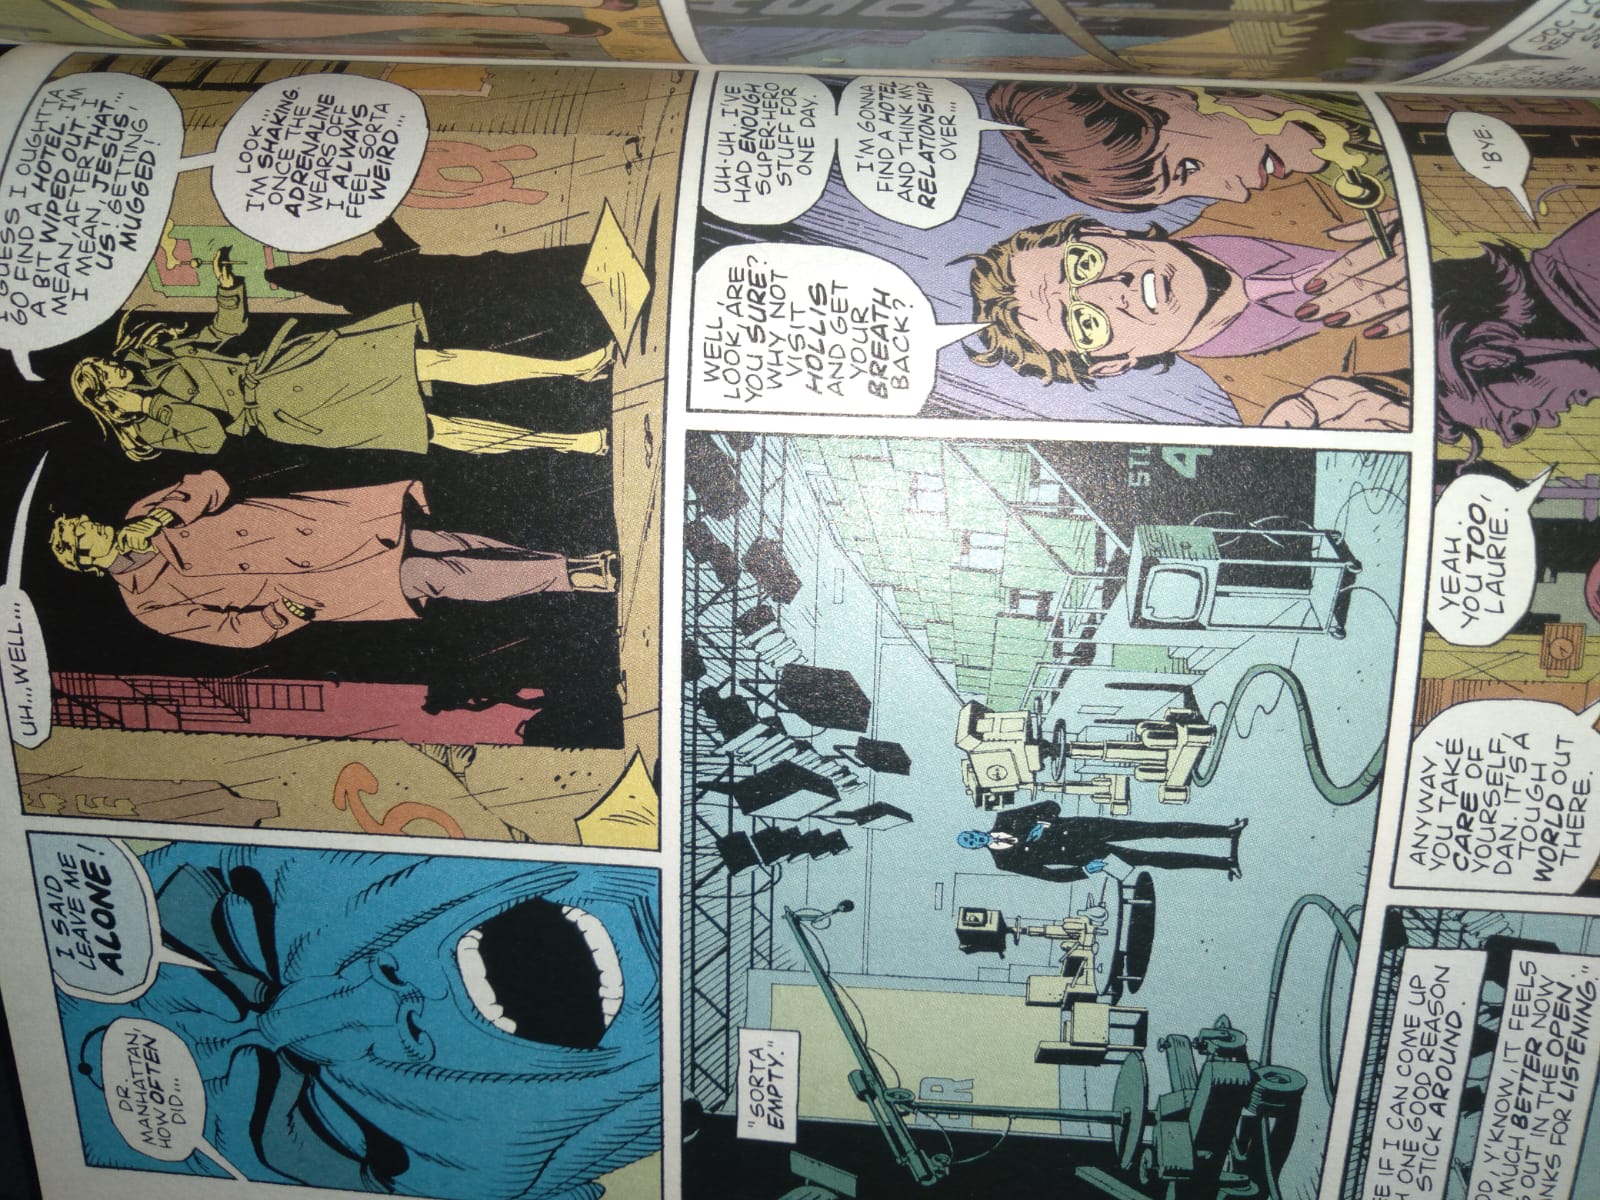 DR.
MANHATTAN,
HOW OFTEN
DID...
I SAID
LEAVE ME
ALONE!
UH...WELL...
I GUESS I OUGHTTA
GO FIND A HOTEL. I'M
A BIT WIPED OUT. I
MEAN, AFTER THAT...
I MEAN, JESUS,
US! GETTING
MUGGED!
LOOK...
I'M SHAKING.
ONCE THE
ADRENALINE
WEARS OFF
I ALWAYS
FEEL SORTA
WEIRD...
"SORTA
EMPTY."
ER
4
WELL,
LOOK, ARE
YOU SURE?
WHY NOT
VISIT
HOLLIS
AND GET
YOUR
BREATH
BACK?
UH-UH. I'VE
HAD ENOUGH
SUPER-HERO
STUFF FOR
ONE DAY.
I'M GONNA
FIND A HOTEL
AND THINK MY
RELATIONSHIP
OVER...
IF I CAN COME UP
ONE GOOD REASON
STICK AROUND.
Y'KNOW, IT FEELS
MUCH BETTER NOW
OUT IN THE OPEN.
FOR LISTENING."
ANYWAY,
YOU TAKE
CARE OF
YOURSELF,
DAN. IT'S A
TOUGH
WORLD OUT
THERE.
YEAH.
YOU TOO,
LAURIE.
'BYE.